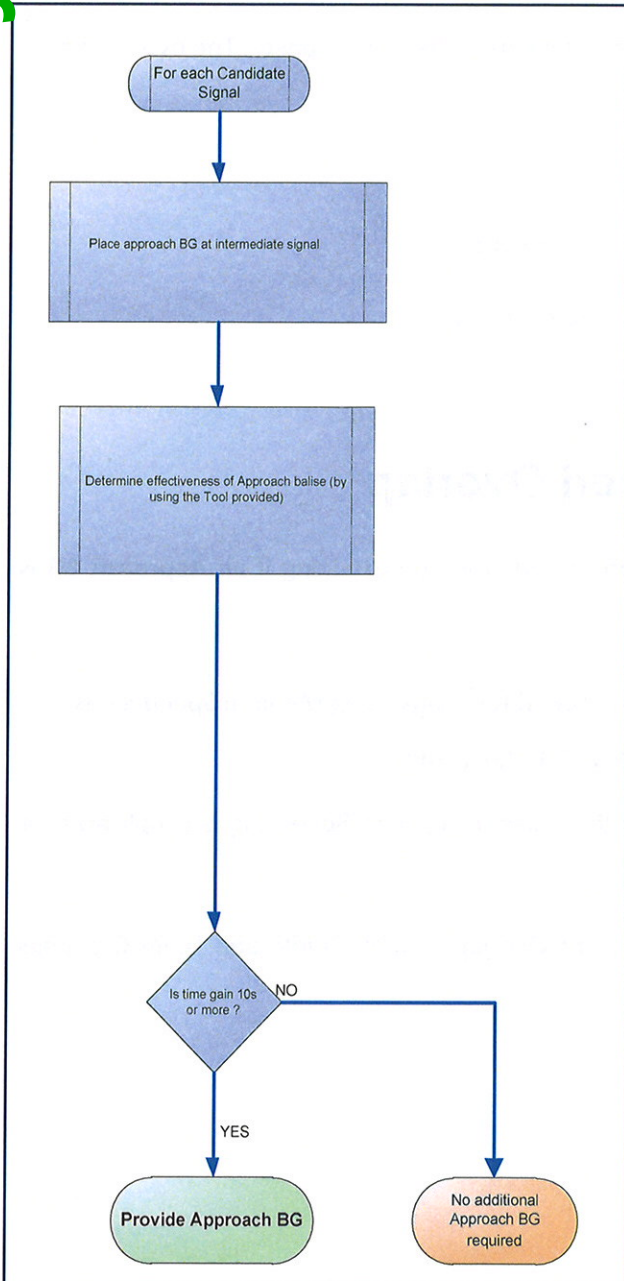 For each Candidate
Signal
Place approach BG at intermediate signal
Determine effectiveness of Approach balise (by
using the Tool provided)
Is time gain 10s
or more ?
NO
YES
Provide Approach BG
No additional
Approach BG
required